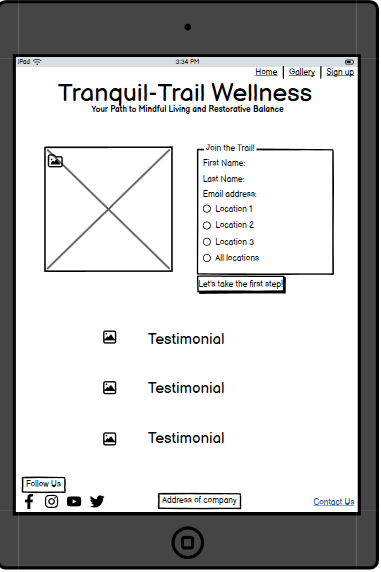 iPad
3:34 PM
Home | Gallery | Sign up
Tranquil-Trail Wellness
Your Path to Mindful Living and Restorative Balance
Join the Trail!
First Name:
Last Name:
Email address:
Location 1
Location 2
Location 3
All locations
Let's take the first step!
Testimonial
Testimonial
Testimonial
Follow Us
Address of company
Contact Us